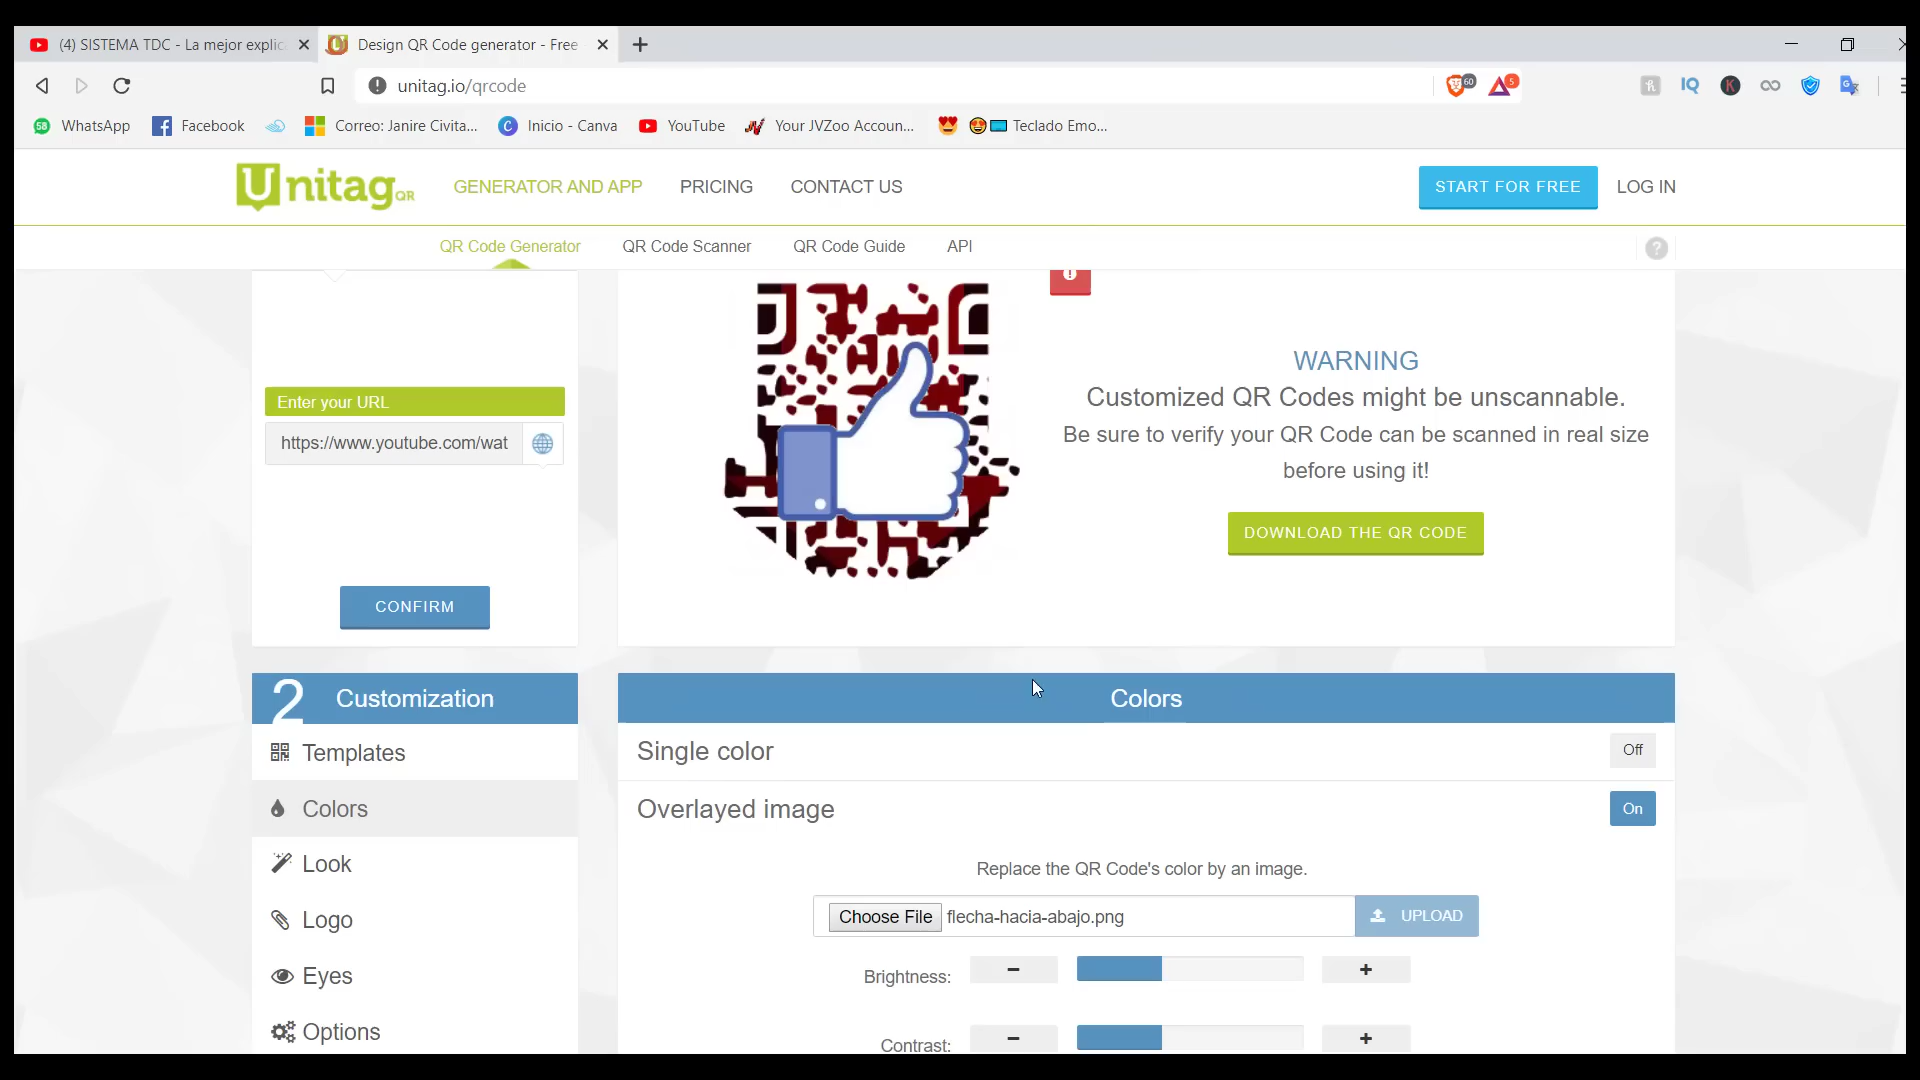 (4) SISTEMA TDC - La mejor explic
Design QR Code generator - Free
unitag.io/qrcode
60
5
IQ
K
58 WhatsApp
Facebook
Correo: Janire Civita...
Inicio - Canva
YouTube
Your JVZoo Accoun...
Teclado Emo...
Unitag QR
GENERATOR AND APP
PRICING
CONTACT US
START FOR FREE
LOG IN
QR Code Generator
QR Code Scanner
QR Code Guide
API
?
WARNING
Customized QR Codes might be unscannable.
Be sure to verify your QR Code can be scanned in real size
before using it!
DOWNLOAD THE QR CODE
Enter your URL
https://www.youtube.com/wat
CONFIRM
2 Customization
Templates
Colors
Look
Logo
Eyes
Options
Colors
Single color
Off
Overlayed image
On
Replace the QR Code's color by an image.
Choose File flecha-hacia-abajo.png
UPLOAD
Brightness: − +
Contrast: − +